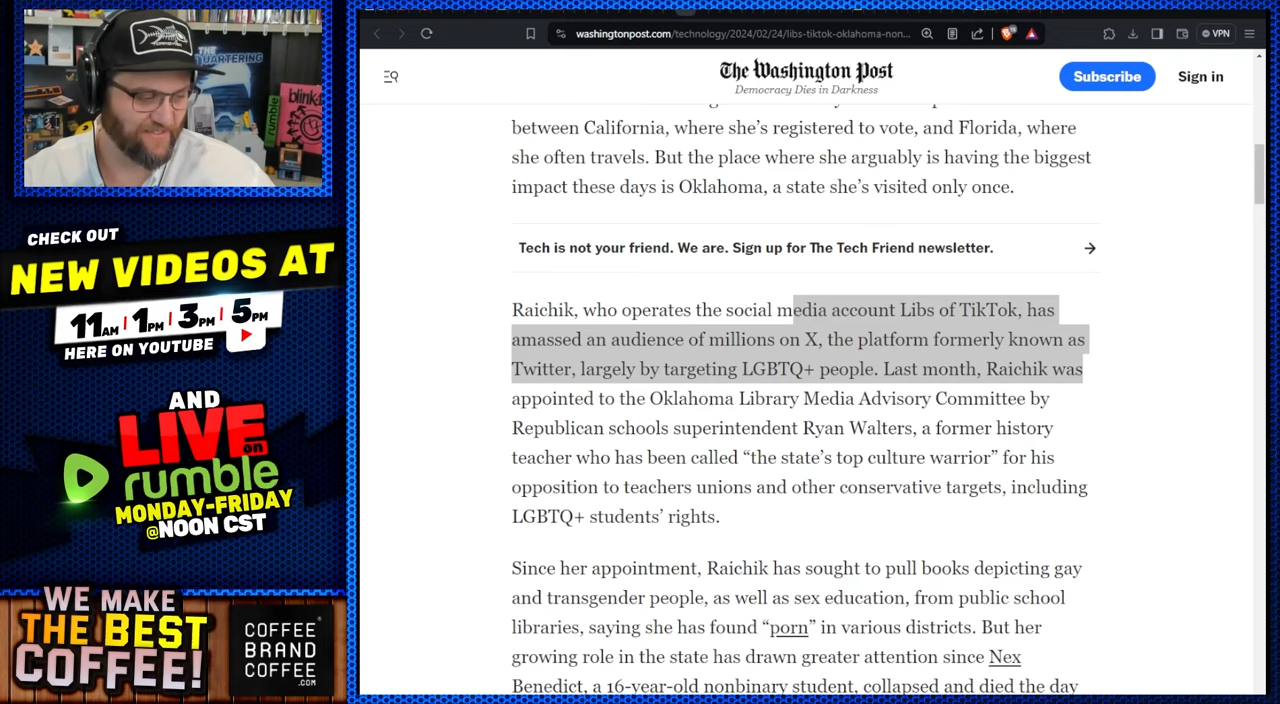 THE
QUARTERING
rumble
blink-
CHECK OUT
NEW VIDEOS AT
11AM | 1PM | 3PM | 5PM
HERE ON YOUTUBE
AND
LIVE on
rumble
MONDAY-FRIDAY
@NOON CST
WE MAKE
THE BEST
COFFEE!
COFFEE
BRAND
COFFEE
.COM
washingtonpost.com/technology/2024/02/24/libs-tiktok-oklahoma-non...
VPN
The Washington Post
Democracy Dies in Darkness
Subscribe
Sign in
between California, where she’s registered to vote, and Florida, where
she often travels. But the place where she arguably is having the biggest
impact these days is Oklahoma, a state she’s visited only once.
Tech is not your friend. We are. Sign up for The Tech Friend newsletter.
Raichik, who operates the social media account Libs of TikTok, has
amassed an audience of millions on X, the platform formerly known as
Twitter, largely by targeting LGBTQ+ people. Last month, Raichik was
appointed to the Oklahoma Library Media Advisory Committee by
Republican schools superintendent Ryan Walters, a former history
teacher who has been called “the state’s top culture warrior” for his
opposition to teachers unions and other conservative targets, including
LGBTQ+ students’ rights.
Since her appointment, Raichik has sought to pull books depicting gay
and transgender people, as well as sex education, from public school
libraries, saying she has found “porn” in various districts. But her
growing role in the state has drawn greater attention since Nex
Benedict, a 16-year-old nonbinary student, collapsed and died the day